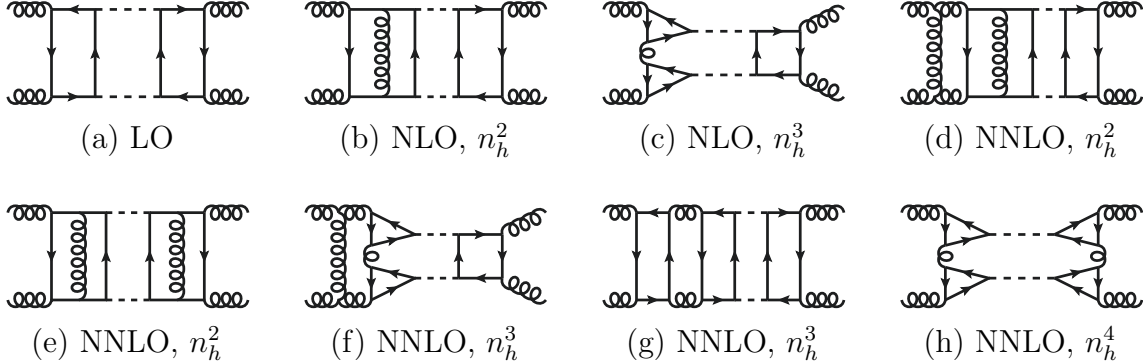 (a) LO (b) NLO, $n_h^2$ (c) NLO, $n_h^3$ (d) NNLO, $n_h^2$
(e) NNLO, $n_h^2$ (f) NNLO, $n_h^3$ (g) NNLO, $n_h^3$ (h) NNLO, $n_h^4$